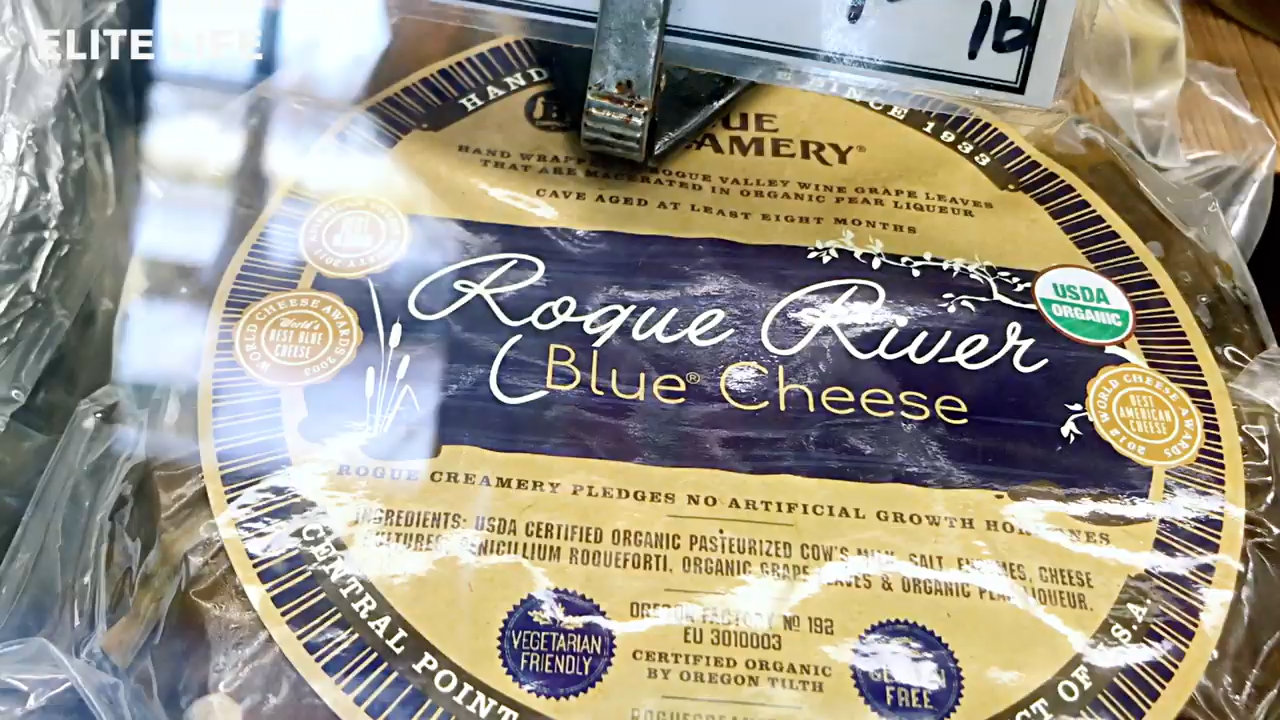 ELITE LIFE
lb
HAND
SINCE 1933
AMERY®
HAND ROGUE VALLEY WINE GRAPE LEAVES
THAT ARE MACERATED IN ORGANIC PEAR LIQUEUR
CAVE AGED AT LEAST EIGHT MONTHS
Rogue River
Blue® Cheese
USDA
ORGANIC
WORLD CHEESE AWARDS 2003
World's
BEST BLUE
CHEESE
WORLD CHEESE AWARDS
BEST
AMERICAN
CHEESE
ROGUE CREAMERY PLEDGES NO ARTIFICIAL GROWTH HORMONES
INGREDIENTS: USDA CERTIFIED ORGANIC PASTEURIZED COW'S MILK, SALT, ENZYMES, CHEESE
CULTURES, PENICILLIUM ROQUEFORTI, ORGANIC GRAPE LEAVES & ORGANIC PEAR LIQUEUR.
VEGETARIAN
FRIENDLY
OREGON FACTORY Nº 192
EU 3010003
CERTIFIED ORGANIC
BY OREGON TILTH
GLUTEN
FREE
CENTRAL POINT
OF U.S.A.